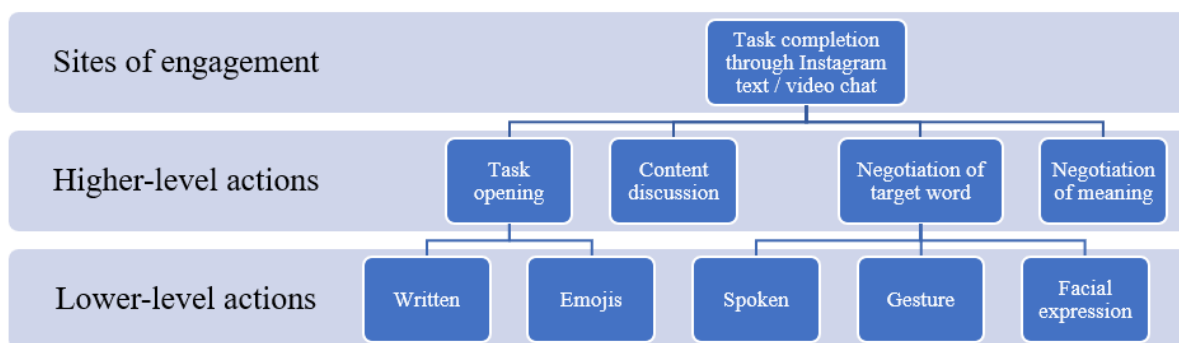 Sites of engagement
Task completion
through Instagram
text / video chat
Higher-level actions
Task
opening
Content
discussion
Negotiation of
target word
Negotiation
of meaning
Lower-level actions
Written
Emojis
Spoken
Gesture
Facial
expression